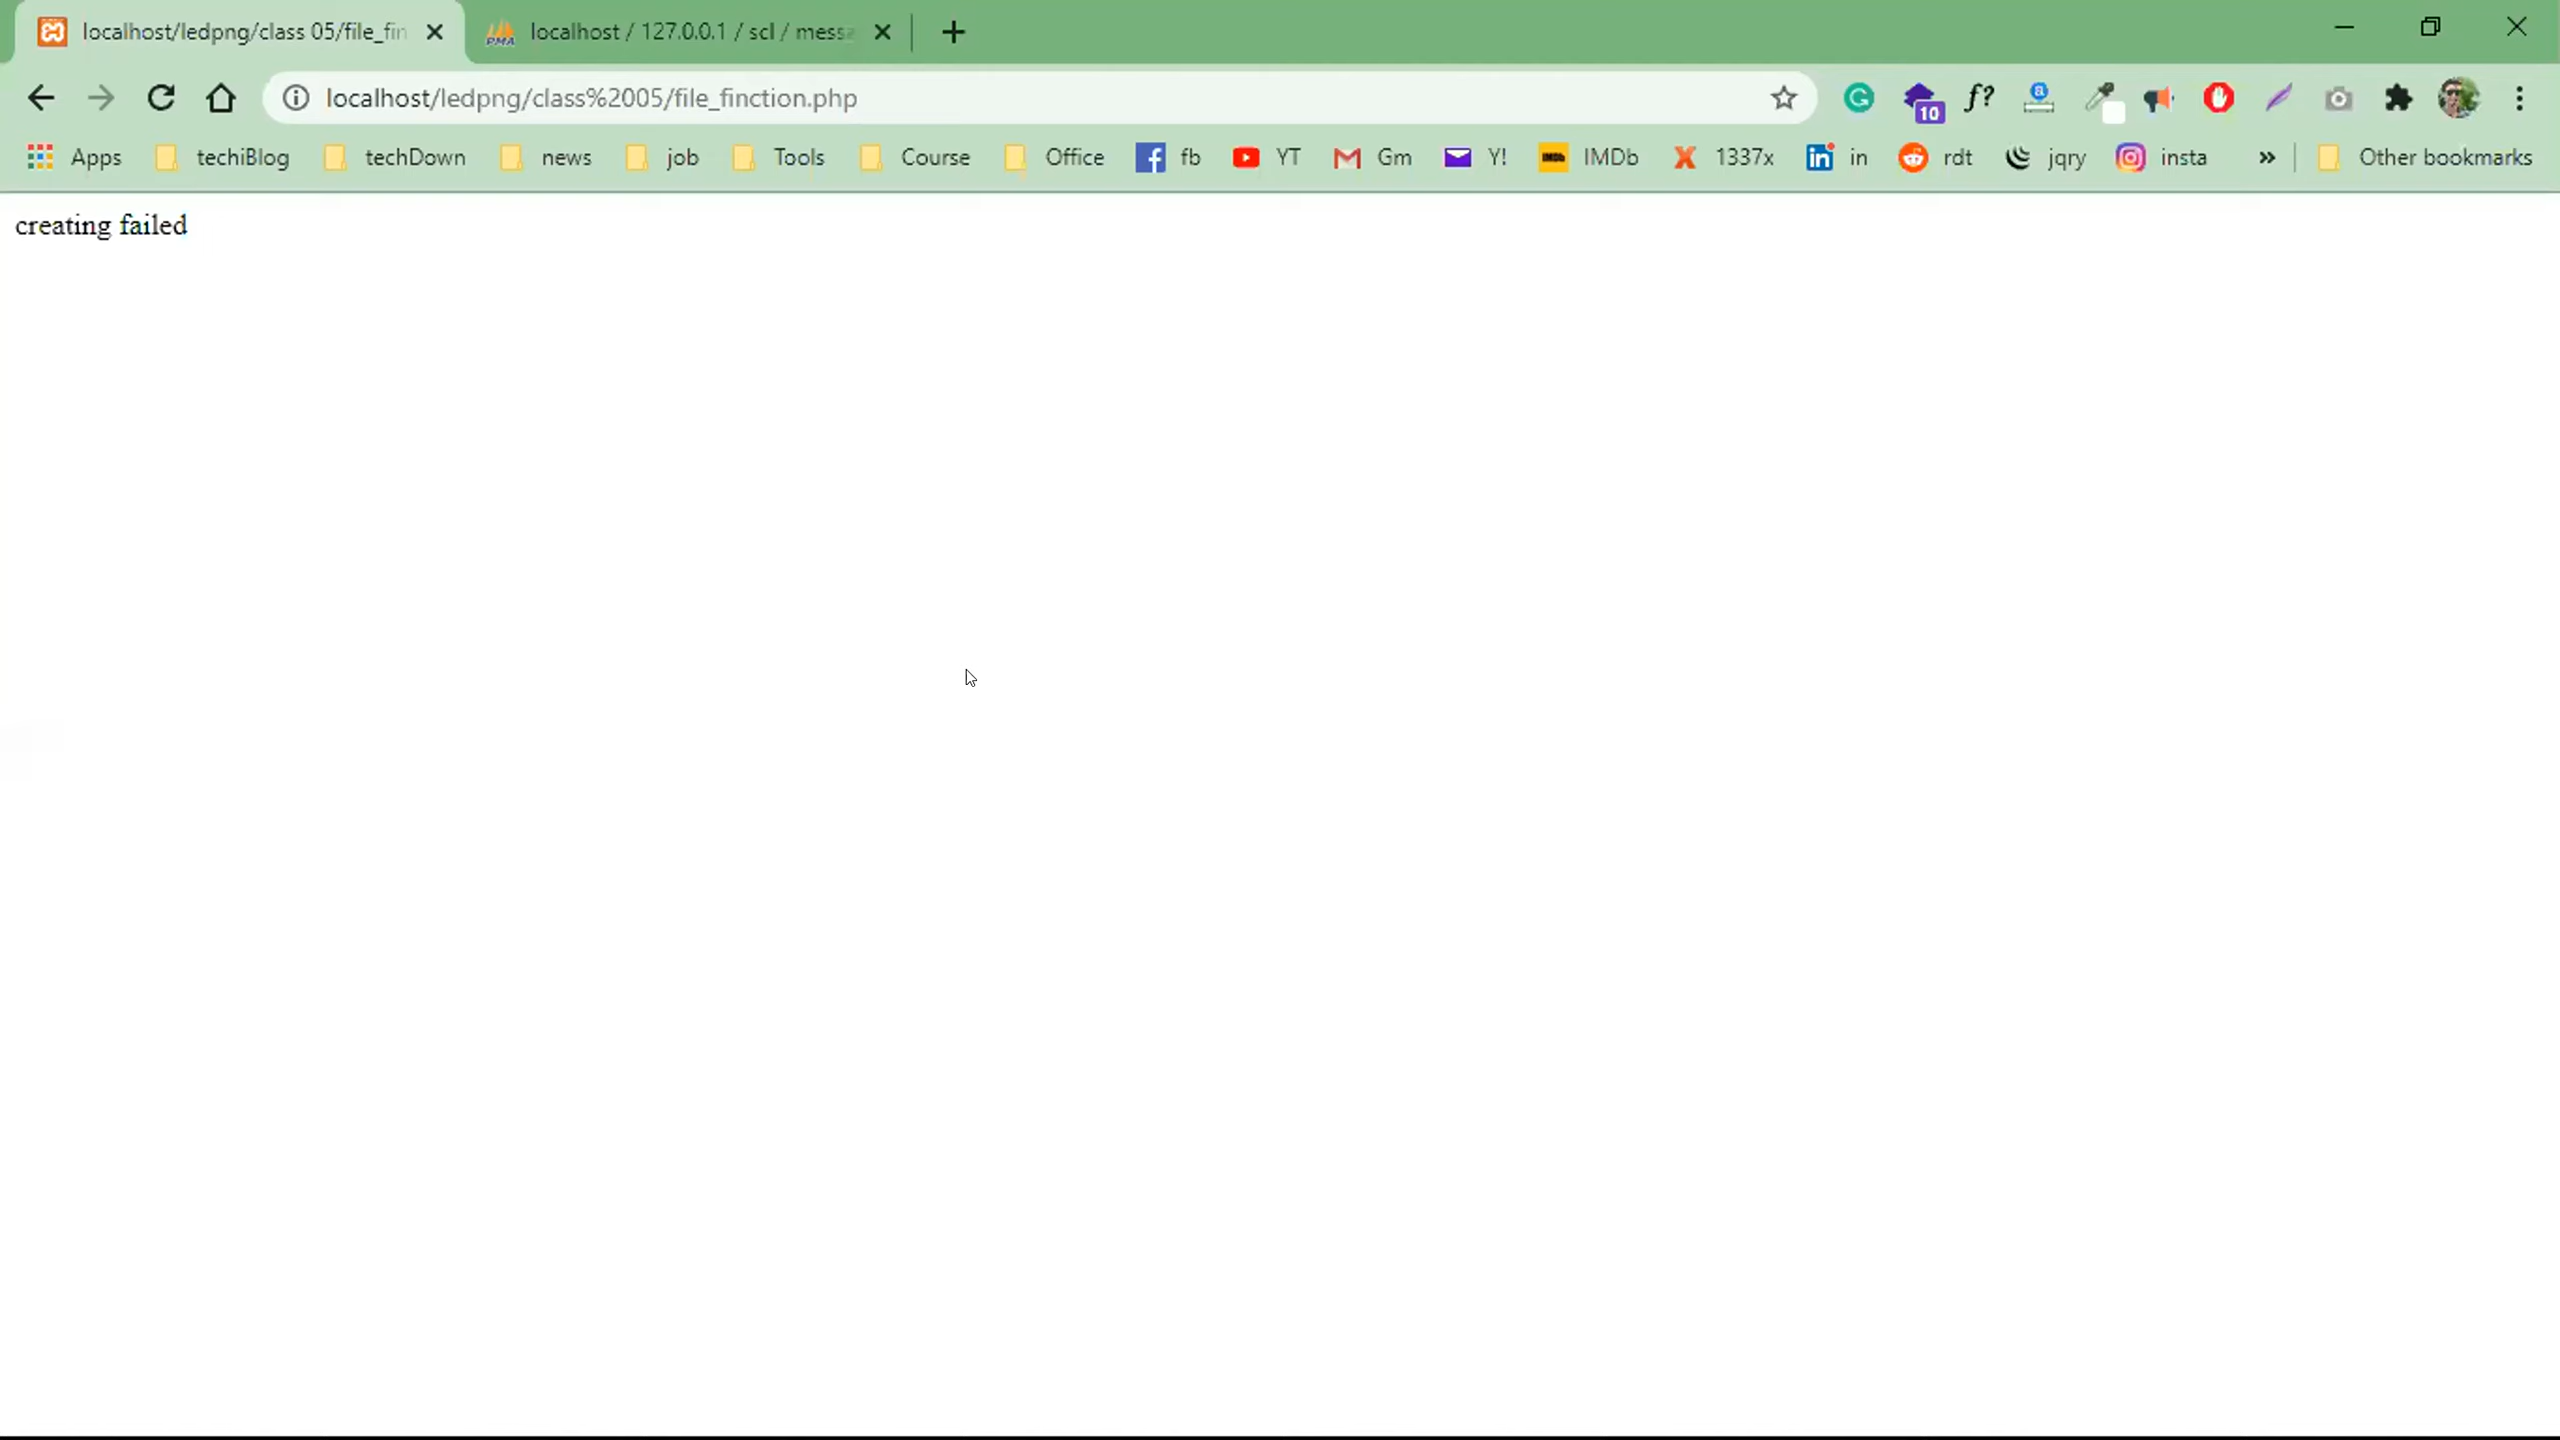 localhost/ledpng/class 05/file_fin
localhost / 127.0.0.1 / scl / messa
localhost/ledpng/class%2005/file_finction.php
10
f?
Apps techiBlog techDown news job Tools Course Office fb YT Gm Y! IMDb 1337x in rdt jqry insta » Other bookmarks
creating failed